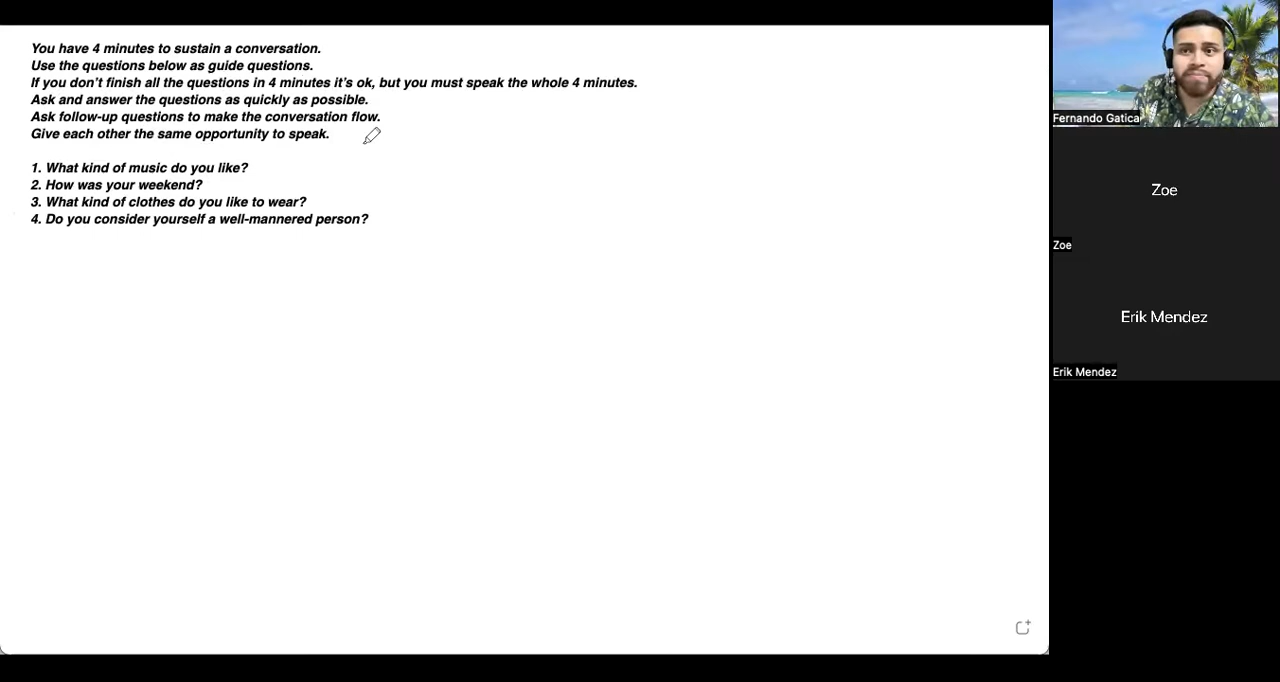 You have 4 minutes to sustain a conversation.
Use the questions below as guide questions.
If you don't finish all the questions in 4 minutes it's ok, but you must speak the whole 4 minutes.
Ask and answer the questions as quickly as possible.
Ask follow-up questions to make the conversation flow.
Give each other the same opportunity to speak.
1. What kind of music do you like?
2. How was your weekend?
3. What kind of clothes do you like to wear?
4. Do you consider yourself a well-mannered person?
Fernando Gatica
Zoe
Zoe
Erik Mendez
Erik Mendez